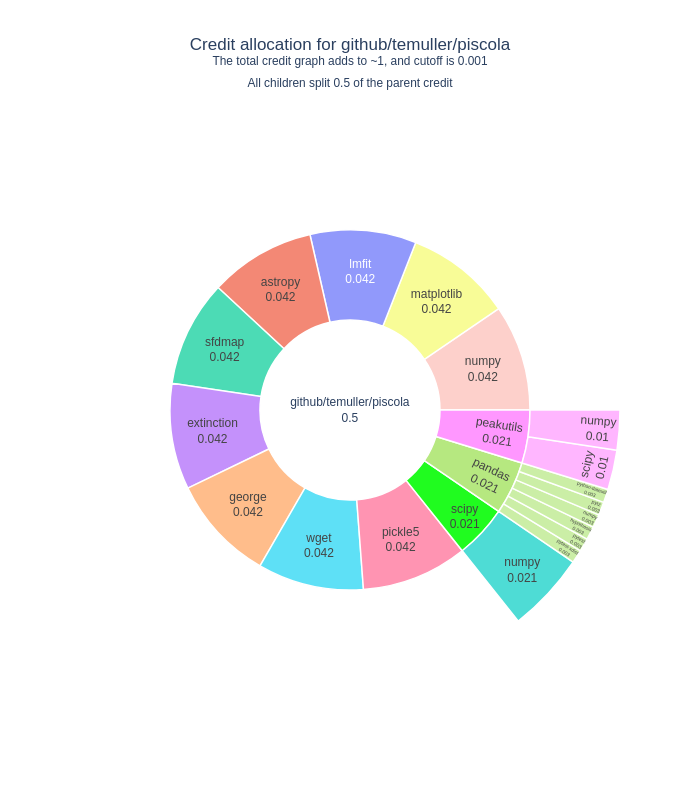 Credit allocation for github/temuller/piscola
The total credit graph adds to ~1, and cutoff is 0.001
All children split 0.5 of the parent credit
lmfit
0.042
matplotlib
0.042
numpy
0.042
astropy
0.042
sfdmap
0.042
extinction
0.042
george
0.042
wget
0.042
pickle5
0.042
scipy
0.021
pandas
0.021
peakutils
0.021
github/temuller/piscola
0.5
numpy
0.01
scipy
0.01
numpy
0.021